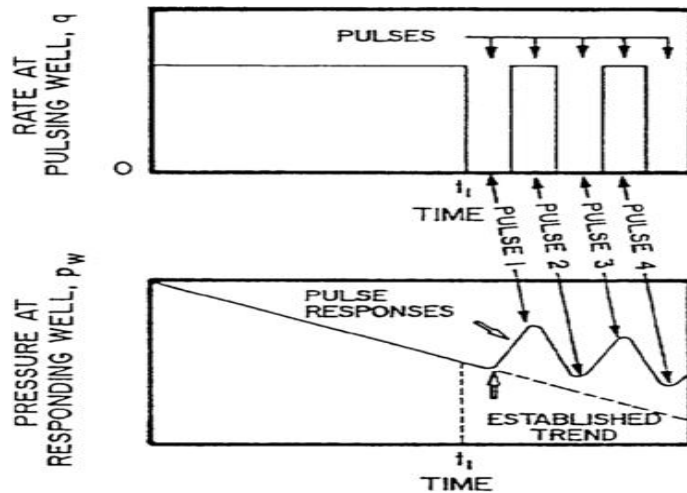 PULSES
RATE AT
PULSING WELL, q
O
t₁
TIME
PULSE 1
PULSE 2
PULSE 3
PULSE 4
PULSE
RESPONSES
PRESSURE AT
RESPONDING WELL, Pw
ESTABLISHED
TREND
t₁
TIME